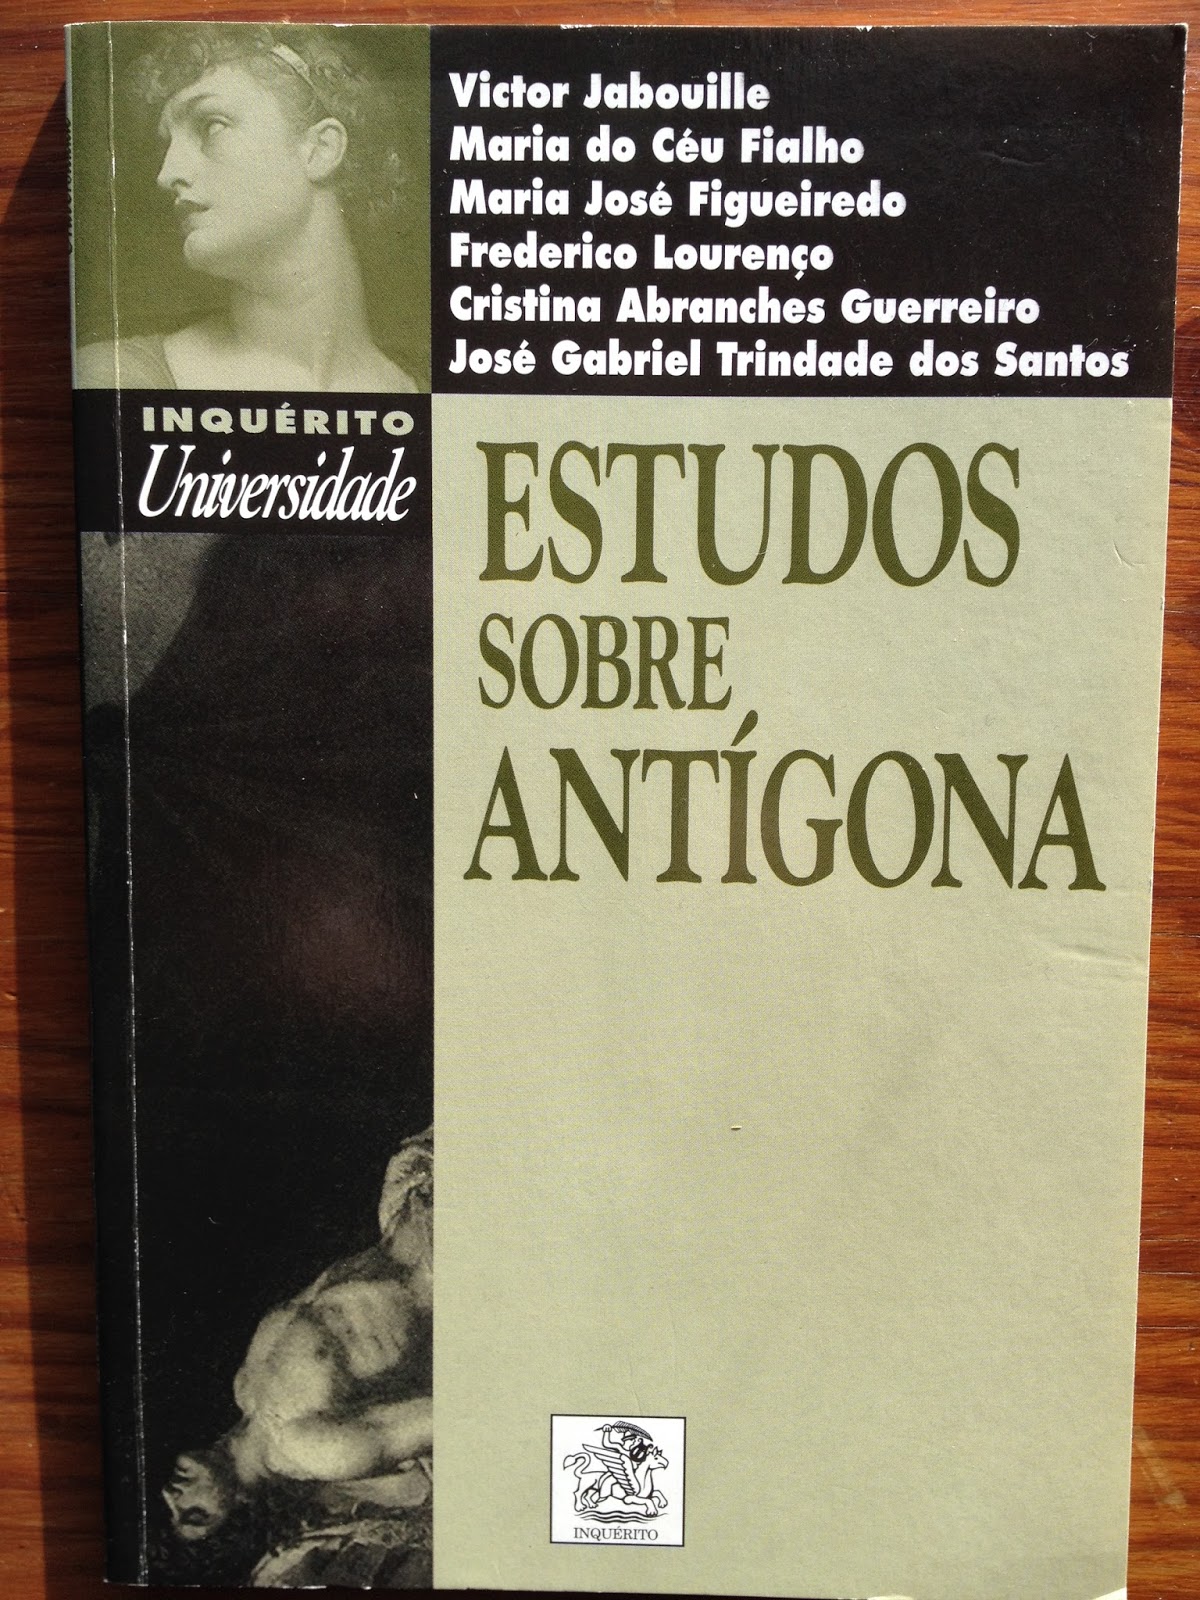 Victor Jabouille
Maria do Céu Fialho
Maria José Figueiredo
Frederico Lourenço
Cristina Abranches Guerreiro
José Gabriel Trindade dos Santos
INQUÉRITO
Universidade
ESTUDOS
SOBRE
ANTÍGONA
INQUÉRITO